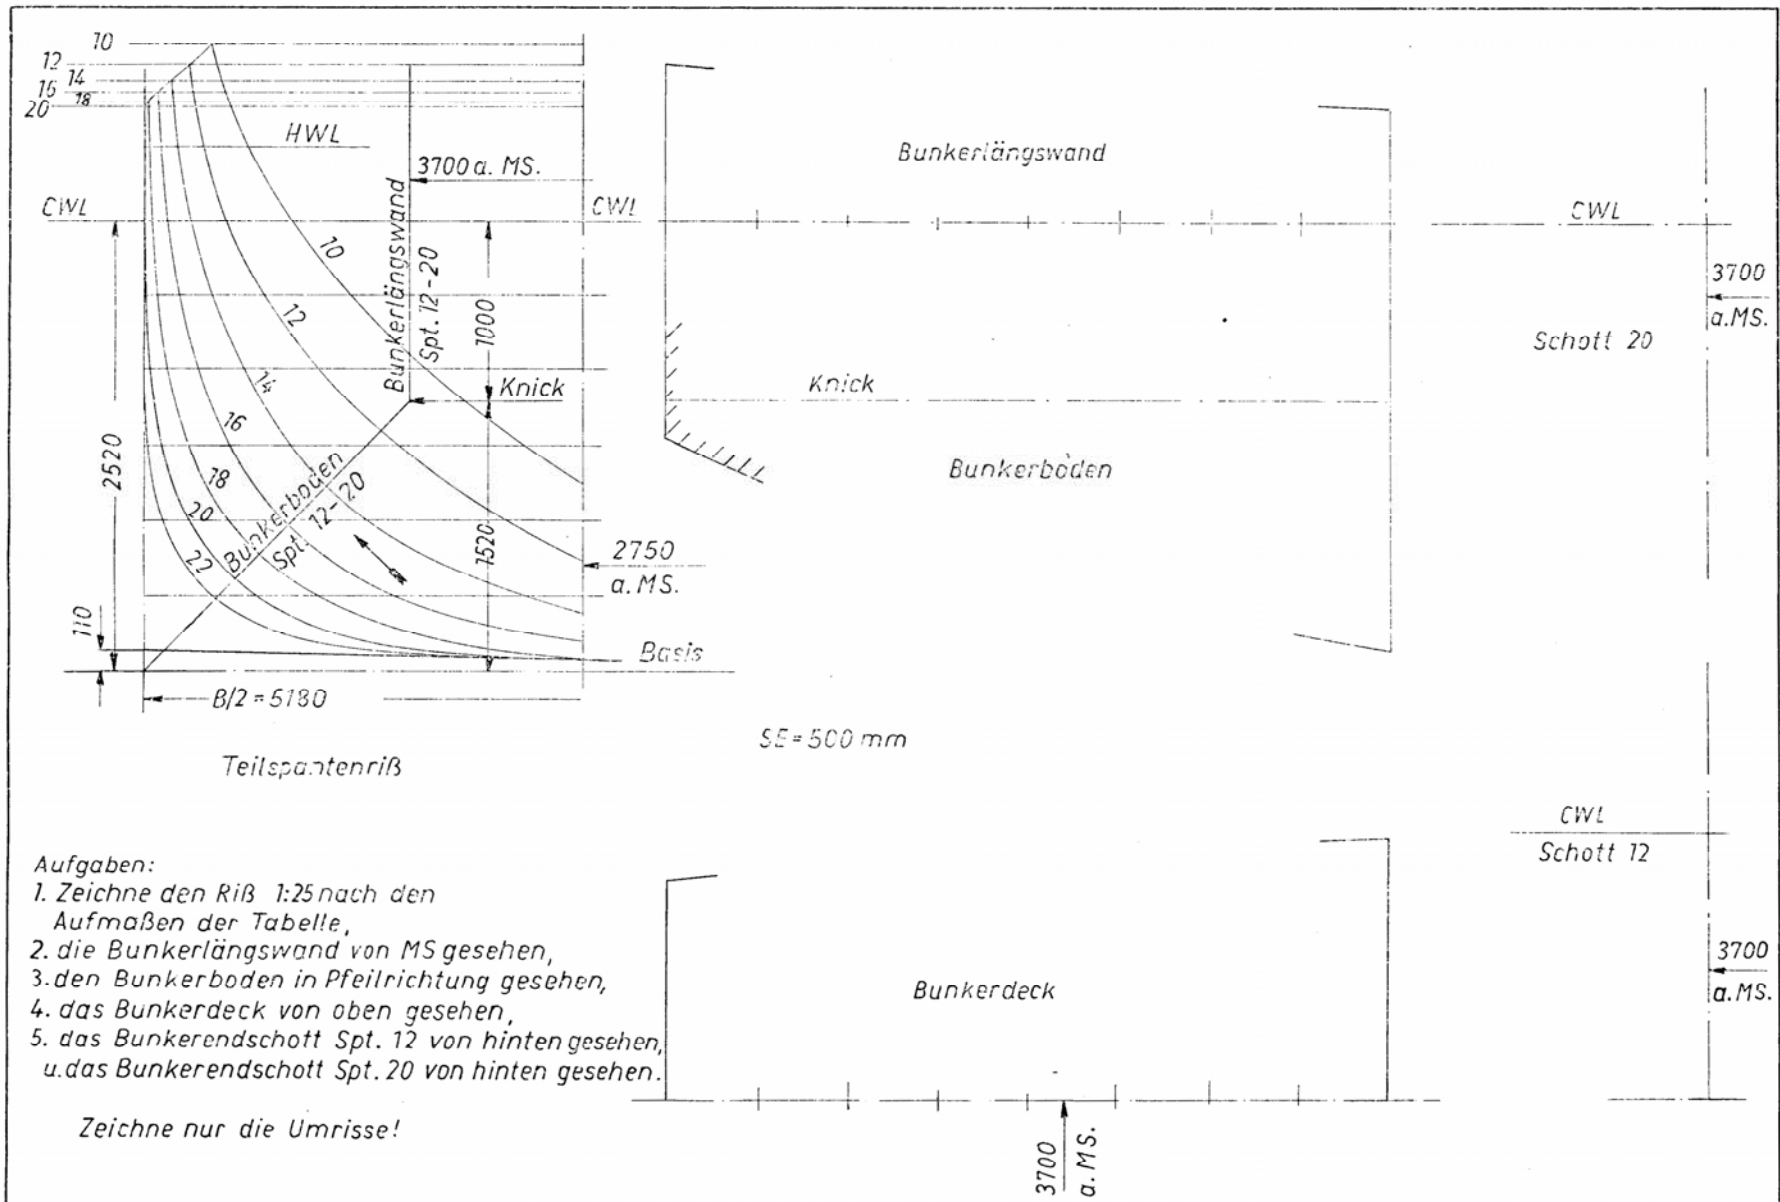 10
12
14
16
18
20
HWL
3700 a. MS.
CWL
CWL
Bunkerlängswand
Spt. 12-20
10
12
14
16
18
20
22
1000
Knick
2520
1520
Bunkerboden
Spt. 12-20
2750
a. MS.
110
Basis
B/2 = 5180
Teilspantenriß
SE = 500 mm
Bunkerlängswand
Knick
Bunkerböden
CWL
3700
a. MS.
Schott 20
CWL
Schott 12
3700
a. MS.
Bunkerdeck
3700
a. MS.
Aufgaben:
1. Zeichne den Riß 1:25 nach den
Aufmaßen der Tabelle,
2. die Bunkerlängswand von MS gesehen,
3. den Bunkerboden in Pfeilrichtung gesehen,
4. das Bunkerdeck von oben gesehen,
5. das Bunkerendschott Spt. 12 von hinten gesehen,
u. das Bunkerendschott Spt. 20 von hinten gesehen.
Zeichne nur die Umrisse!